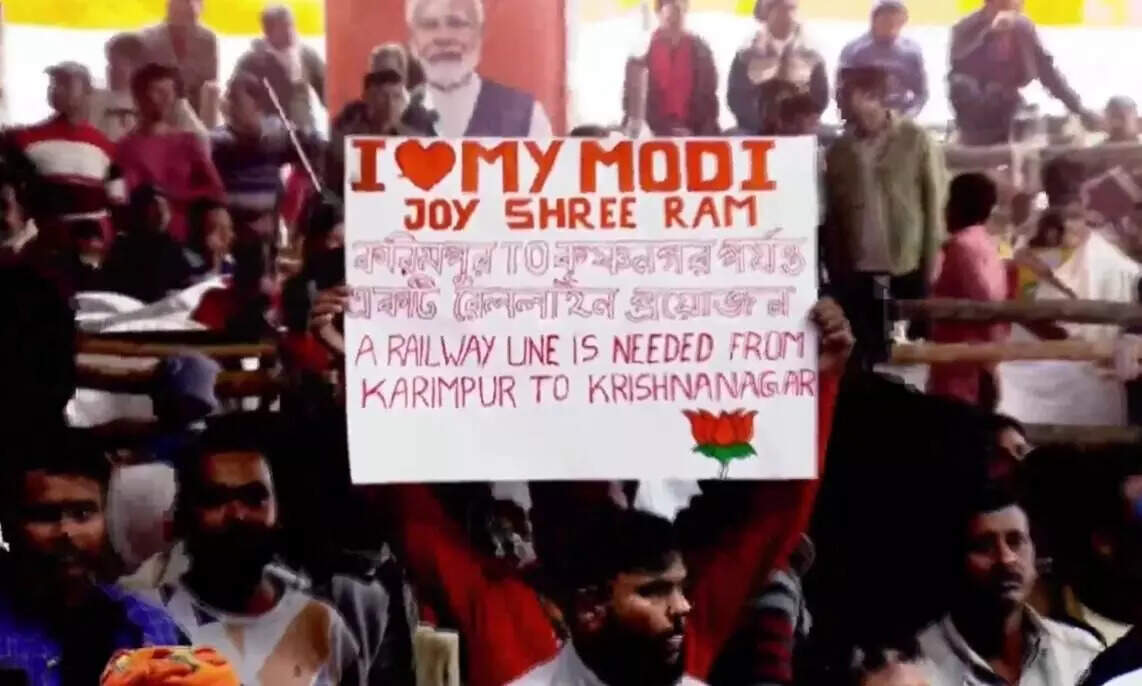 I ❤ MY MODI
JOY SHREE RAM
করিমপুর TO কৃষ্ণনগর পর্যন্ত
একটি রেললাইন প্রয়োজন
A RAILWAY LINE IS NEEDED FROM
KARIMPUR TO KRISHNANAGAR